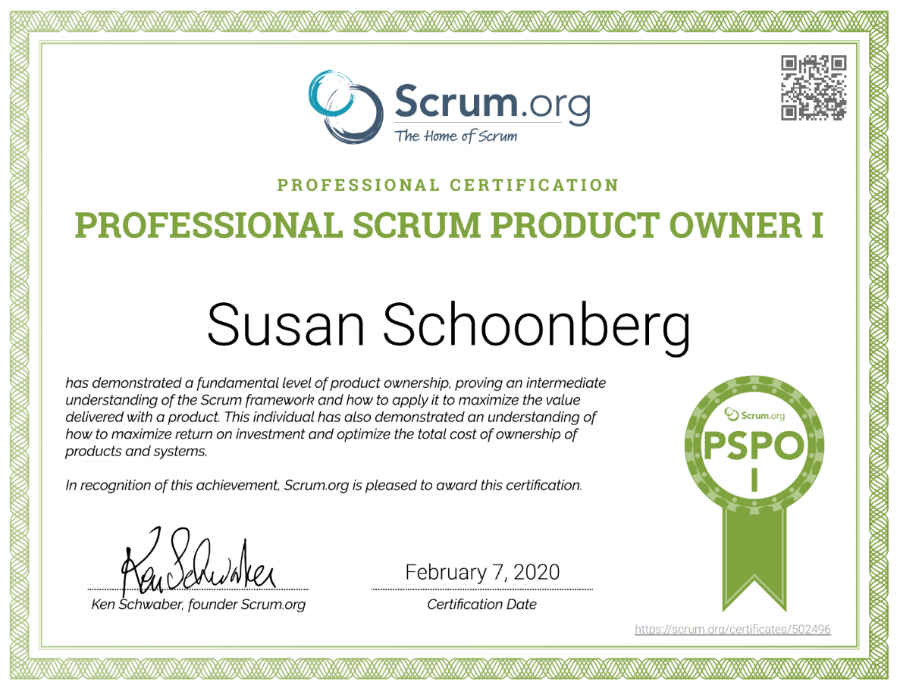 Scrum.org
The Home of Scrum
PROFESSIONAL CERTIFICATION
PROFESSIONAL SCRUM PRODUCT OWNER I
Susan Schoonberg
has demonstrated a fundamental level of product ownership, proving an intermediate
understanding of the Scrum framework and how to apply it to maximize the value
delivered with a product. This individual has also demonstrated an understanding of
how to maximize return on investment and optimize the total cost of ownership of
products and systems.
In recognition of this achievement, Scrum.org is pleased to award this certification.
Scrum.org
PSPO
I
Ken Schwaber
February 7, 2020
Ken Schwaber, founder Scrum.org
Certification Date
https://scrum.org/certificates/502496